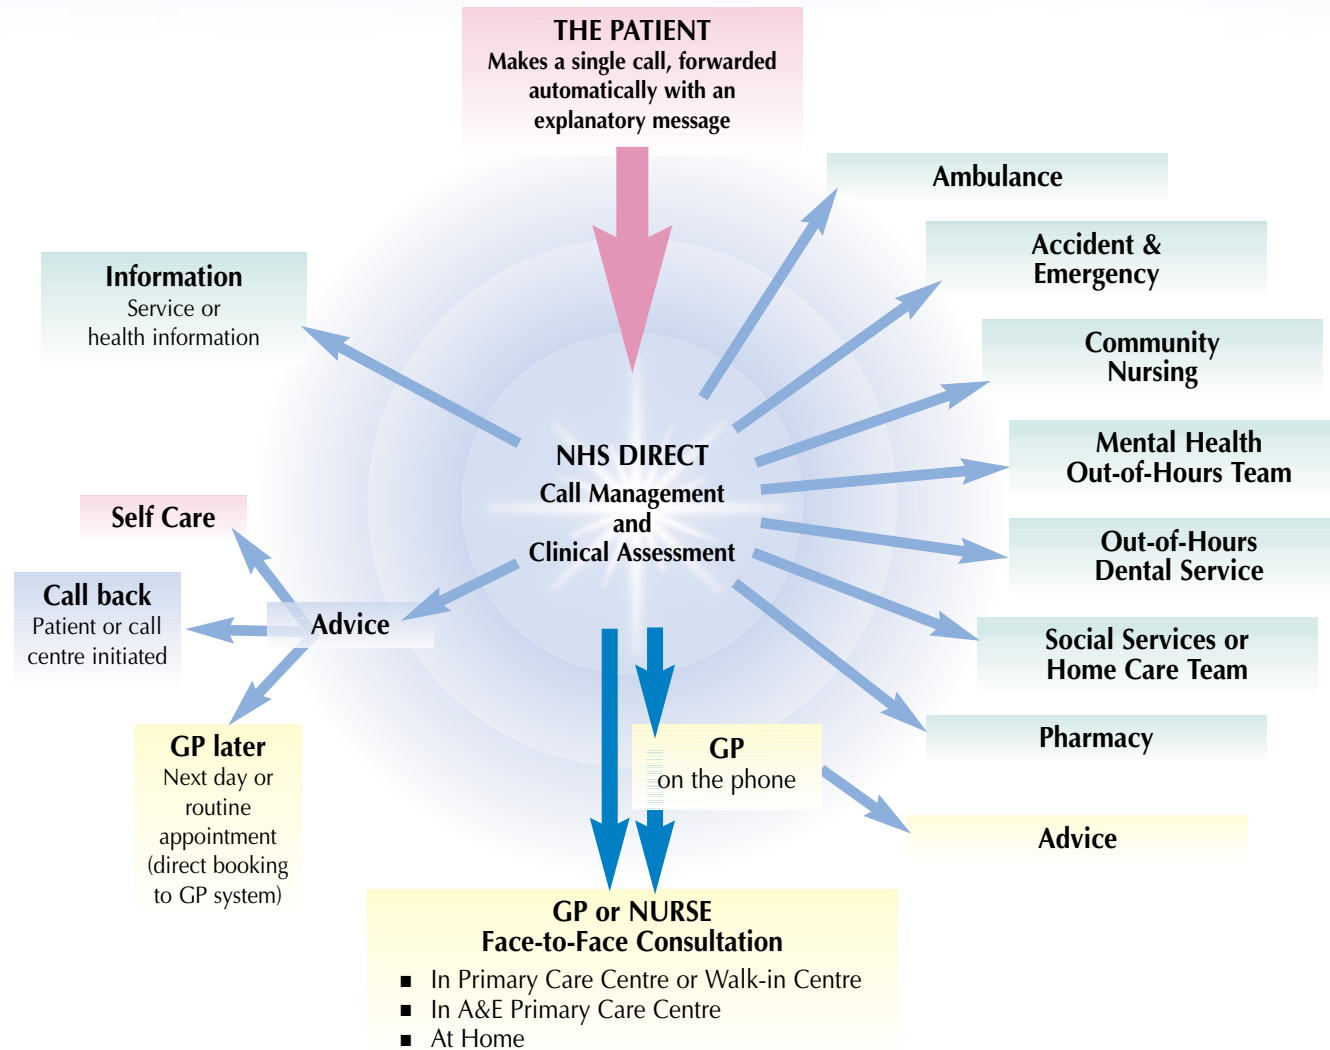 THE PATIENT
Makes a single call, forwarded
automatically with an
explanatory message
Ambulance
Accident &
Emergency
Information
Service or
health information
Community
Nursing
Mental Health
Out-of-Hours Team
NHS DIRECT
Call Management
and
Clinical Assessment
Self Care
Out-of-Hours
Dental Service
Call back
Patient or call
centre initiated
Advice
Social Services or
Home Care Team
GP later
Next day or
routine
appointment
(direct booking
to GP system)
GP
on the phone
Pharmacy
Advice
GP or NURSE
Face-to-Face Consultation
■ In Primary Care Centre or Walk-in Centre
■ In A&E Primary Care Centre
■ At Home